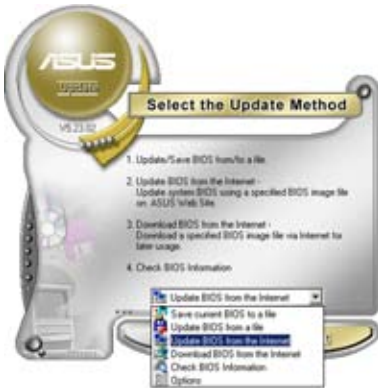 ASUS
Update
V5.23.02
Select the Update Method
1. Update/Save BIOS from/to a file.
2. Update BIOS from the Internet -
Update system BIOS using a specified BIOS image file
on ASUS Web Site.
3. Download BIOS from the Internet -
Download a specified BIOS image file via Internet for
later usage.
4. Check BIOS Information
Update BIOS from the Internet
Save current BIOS to a file
Update BIOS from a file
Update BIOS from the Internet
Download BIOS from the Internet
Check BIOS Information
Options